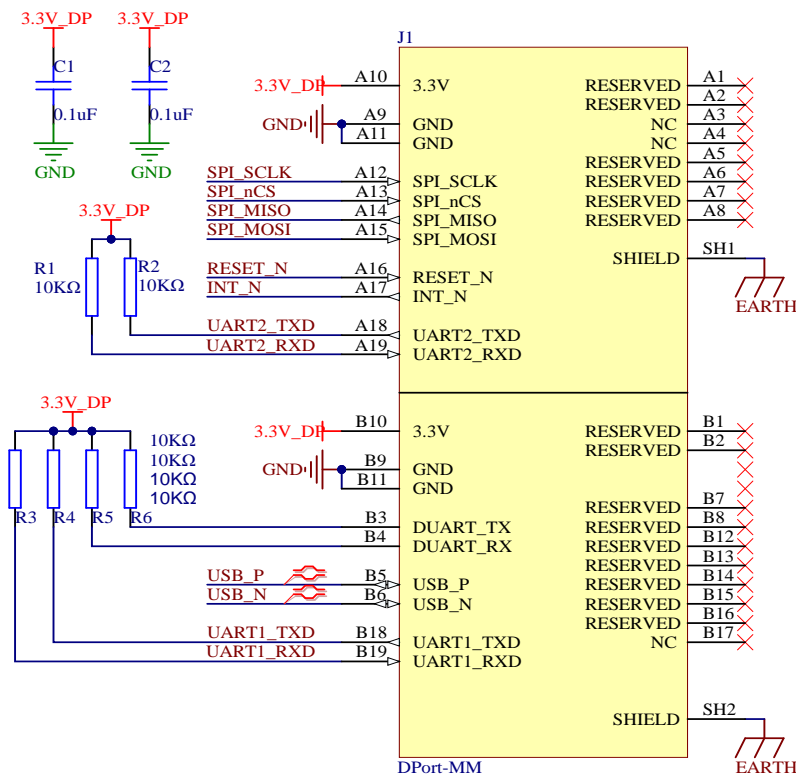 3.3V_DP 3.3V_DP
C1 C2
0.1uF 0.1uF
GND GND
J1
3.3V_DP A10 3.3V RESERVED A1
RESERVED A2
GND A9 GND NC A3
A11 GND NC A4
RESERVED A5
SPI_SCLK A12 SPI_SCLK RESERVED A6
SPI_nCS A13 SPI_nCS RESERVED A7
SPI_MISO A14 SPI_MISO RESERVED A8
SPI_MOSI A15 SPI_MOSI
3.3V_DP
R1 R2
10KΩ 10KΩ
SHIELD SH1
EARTH
RESET_N A16 RESET_N
INT_N A17 INT_N
UART2_TXD A18 UART2_TXD
UART2_RXD A19 UART2_RXD
3.3V_DP
10KΩ
10KΩ
10KΩ
10KΩ
R3 R4 R5 R6
3.3V_DP B10 3.3V RESERVED B1
RESERVED B2
GND B9 GND
B11 GND RESERVED B7
B3 DUART_TX RESERVED B8
B4 DUART_RX RESERVED B12
RESERVED B13
USB_P B5 USB_P RESERVED B14
USB_N B6 USB_N RESERVED B15
RESERVED B16
UART1_TXD B18 UART1_TXD NC B17
UART1_RXD B19 UART1_RXD
SHIELD SH2
EARTH
DPort-MM